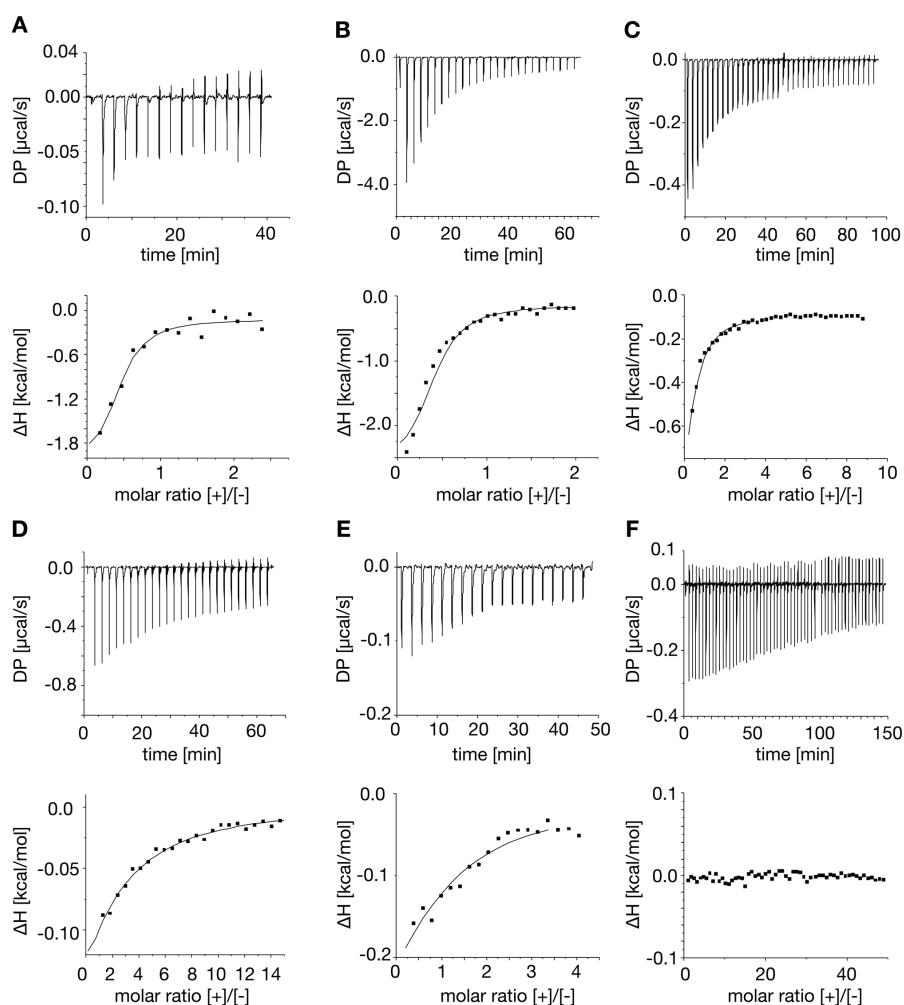 A
DP [µcal/s]
0.04
0.00
-0.05
-0.10
0 20 40
time [min]
ΔH [kcal/mol]
0.0
-0.6
-1.2
-1.8
0 1 2
molar ratio [+]/[-]
B
DP [µcal/s]
0.0
-2.0
-4.0
0 20 40 60
time [min]
ΔH [kcal/mol]
0.0
-1.0
-2.0
0 1 2
molar ratio [+]/[-]
C
DP [µcal/s]
0.0
-0.2
-0.4
0 20 40 60 80 100
time [min]
ΔH [kcal/mol]
0.0
-0.2
-0.4
-0.6
0 2 4 6 8 10
molar ratio [+]/[-]
D
DP [µcal/s]
0.0
-0.4
-0.8
0 20 40 60
time [min]
ΔH [kcal/mol]
0.0
-0.05
-0.10
0 2 4 6 8 10 12 14
molar ratio [+]/[-]
E
DP [µcal/s]
0.0
-0.1
-0.2
0 10 20 30 40 50
time [min]
ΔH [kcal/mol]
0.0
-0.1
-0.2
0 1 2 3 4
molar ratio [+]/[-]
F
DP [µcal/s]
0.1
0.0
-0.2
-0.4
0 50 100 150
time [min]
ΔH [kcal/mol]
0.1
0.0
-0.1
0 20 40
molar ratio [+]/[-]